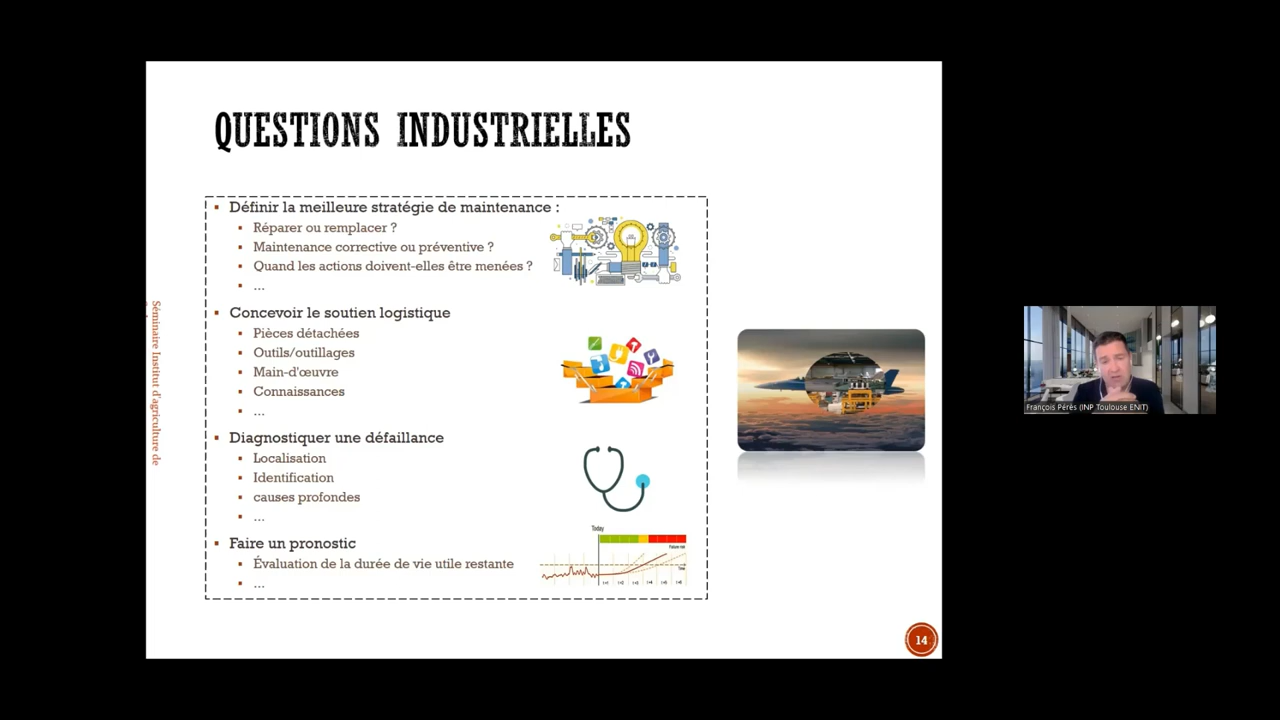 QUESTIONS INDUSTRIELLES
▪ Définir la meilleure stratégie de maintenance :
▪ Réparer ou remplacer ?
▪ Maintenance corrective ou préventive ?
▪ Quand les actions doivent-elles être menées ?
▪ ...
▪ Concevoir le soutien logistique
▪ Pièces détachées
▪ Outils/outillages
▪ Main-d'œuvre
▪ Connaissances
▪ ...
▪ Diagnostiquer une défaillance
▪ Localisation
▪ Identification
▪ causes profondes
▪ ...
▪ Faire un pronostic
▪ Évaluation de la durée de vie utile restante
▪ ...
Today
Time
Séminaire Institut d'agriculture de
14
François Pérès (INP Toulouse ENIT)